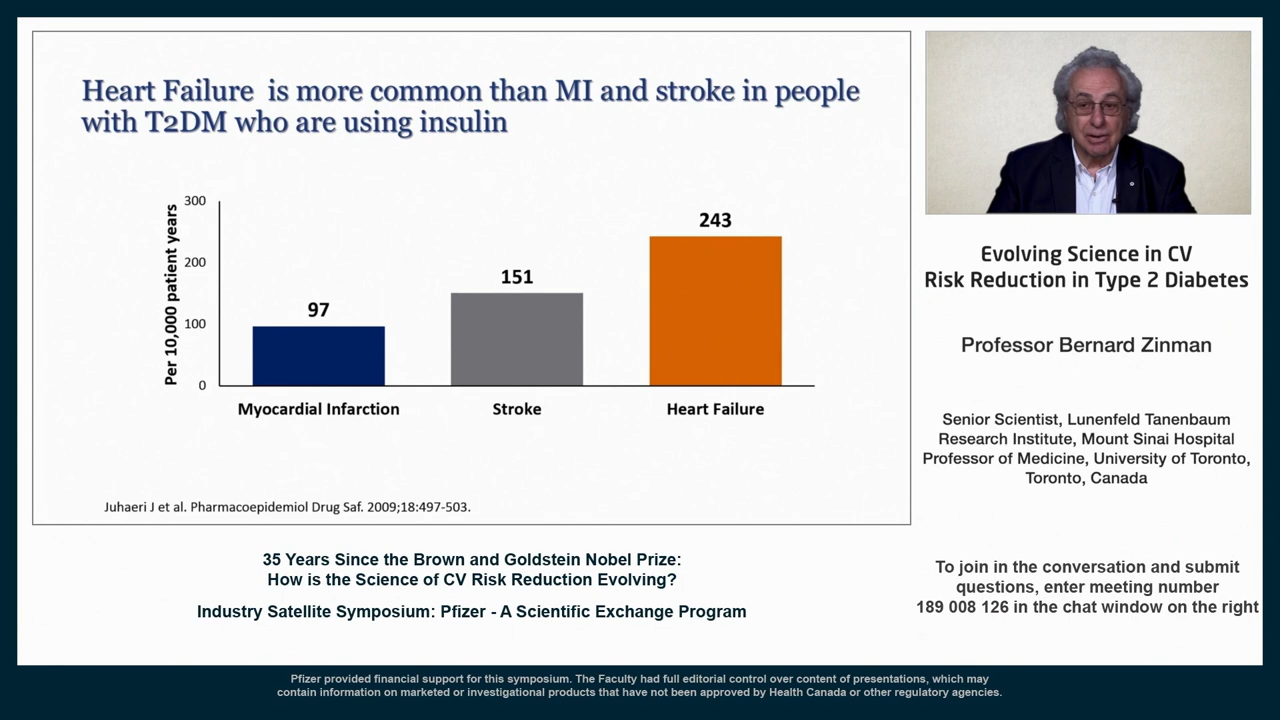 Heart Failure is more common than MI and stroke in people
with T2DM who are using insulin
Per 10,000 patient years
300
200
100
0
97
151
243
Myocardial Infarction
Stroke
Heart Failure
Juhaeri J et al. Pharmacoepidemiol Drug Saf. 2009;18:497-503.
Evolving Science in CV
Risk Reduction in Type 2 Diabetes
Professor Bernard Zinman
Senior Scientist, Lunenfeld Tanenbaum
Research Institute, Mount Sinai Hospital
Professor of Medicine, University of Toronto,
Toronto, Canada
35 Years Since the Brown and Goldstein Nobel Prize:
How is the Science of CV Risk Reduction Evolving?
Industry Satellite Symposium: Pfizer - A Scientific Exchange Program
To join in the conversation and submit
questions, enter meeting number
189 008 126 in the chat window on the right
Pfizer provided financial support for this symposium. The Faculty had full editorial control over content of presentations, which may
contain information on marketed or investigational products that have not been approved by Health Canada or other regulatory agencies.